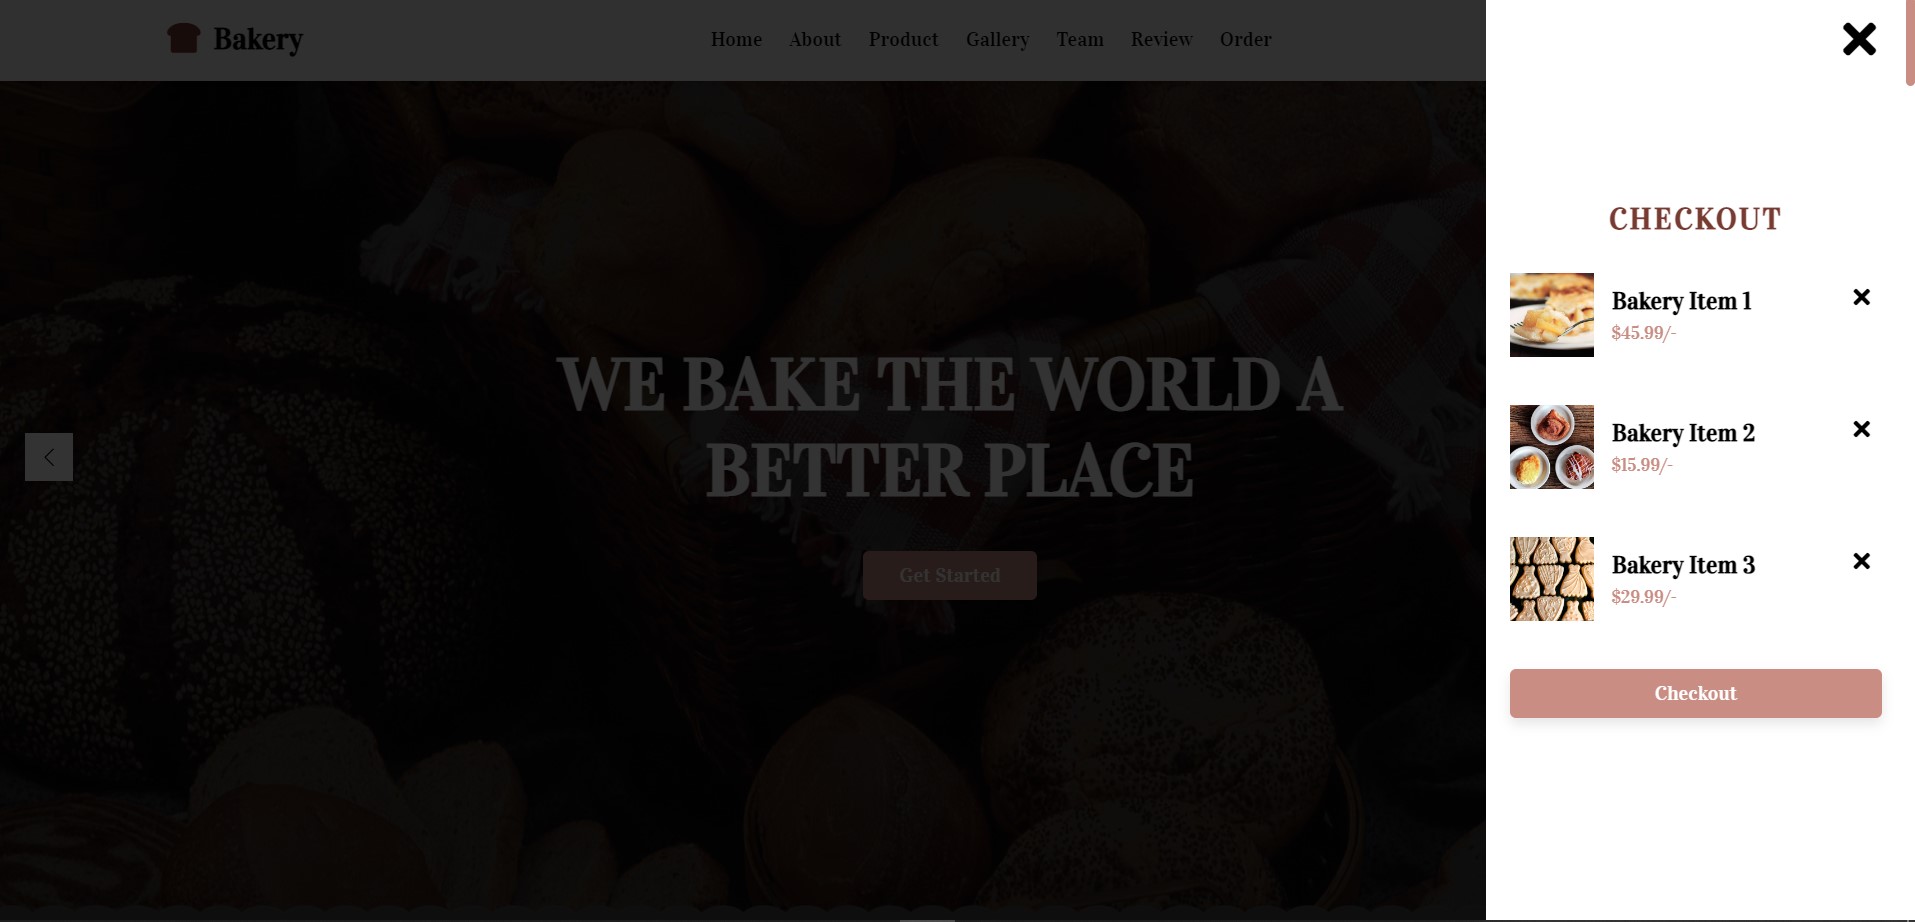 Bakery
Home About Product Gallery Team Review Order
WE BAKE THE WORLD A
BETTER PLACE
Get Started
CHECKOUT
Bakery Item 1
$45.99/-
Bakery Item 2
$15.99/-
Bakery Item 3
$29.99/-
Checkout